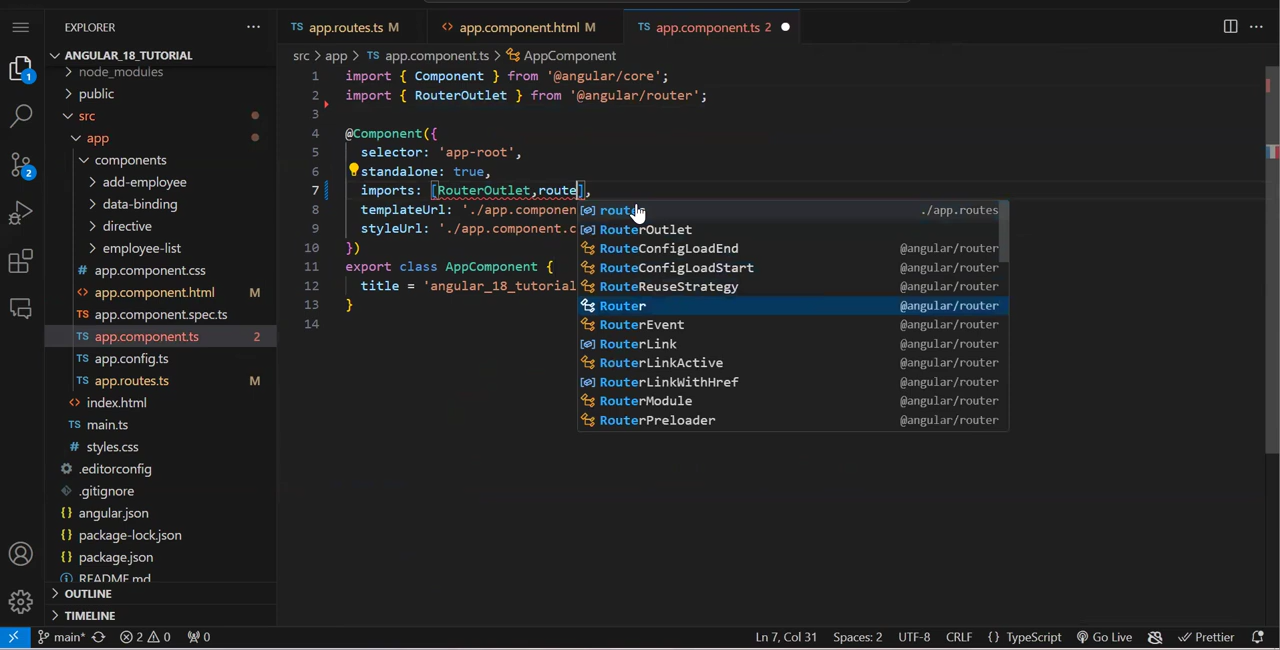 EXPLORER
ANGULAR_18_TUTORIAL
node_modules
public
src
app
components
add-employee
data-binding
directive
employee-list
app.component.css
app.component.html M
app.component.spec.ts
app.component.ts 2
app.config.ts
app.routes.ts M
index.html
main.ts
styles.css
.editorconfig
.gitignore
angular.json
package-lock.json
package.json
README.md
OUTLINE
TIMELINE
1
2
app.routes.ts M
app.component.html M
app.component.ts 2
src > app > TS app.component.ts > AppComponent
1 import { Component } from '@angular/core';
2 import { RouterOutlet } from '@angular/router';
3
4 @Component({
5 selector: 'app-root',
6 standalone: true,
7 imports: [RouterOutlet,route],
8 templateUrl: './app.componen
9 styleUrl: './app.component.c
10 })
11 export class AppComponent {
12 title = 'angular_18_tutorial
13 }
14
routes ./app.routes
RouterOutlet
RouteConfigLoadEnd @angular/router
RouteConfigLoadStart @angular/router
RouteReuseStrategy @angular/router
Router @angular/router
RouterEvent @angular/router
RouterLink @angular/router
RouterLinkActive @angular/router
RouterLinkWithHref @angular/router
RouterModule @angular/router
RouterPreloader @angular/router
main* 2 0 0 Ln 7, Col 31 Spaces: 2 UTF-8 CRLF {} TypeScript Go Live Prettier